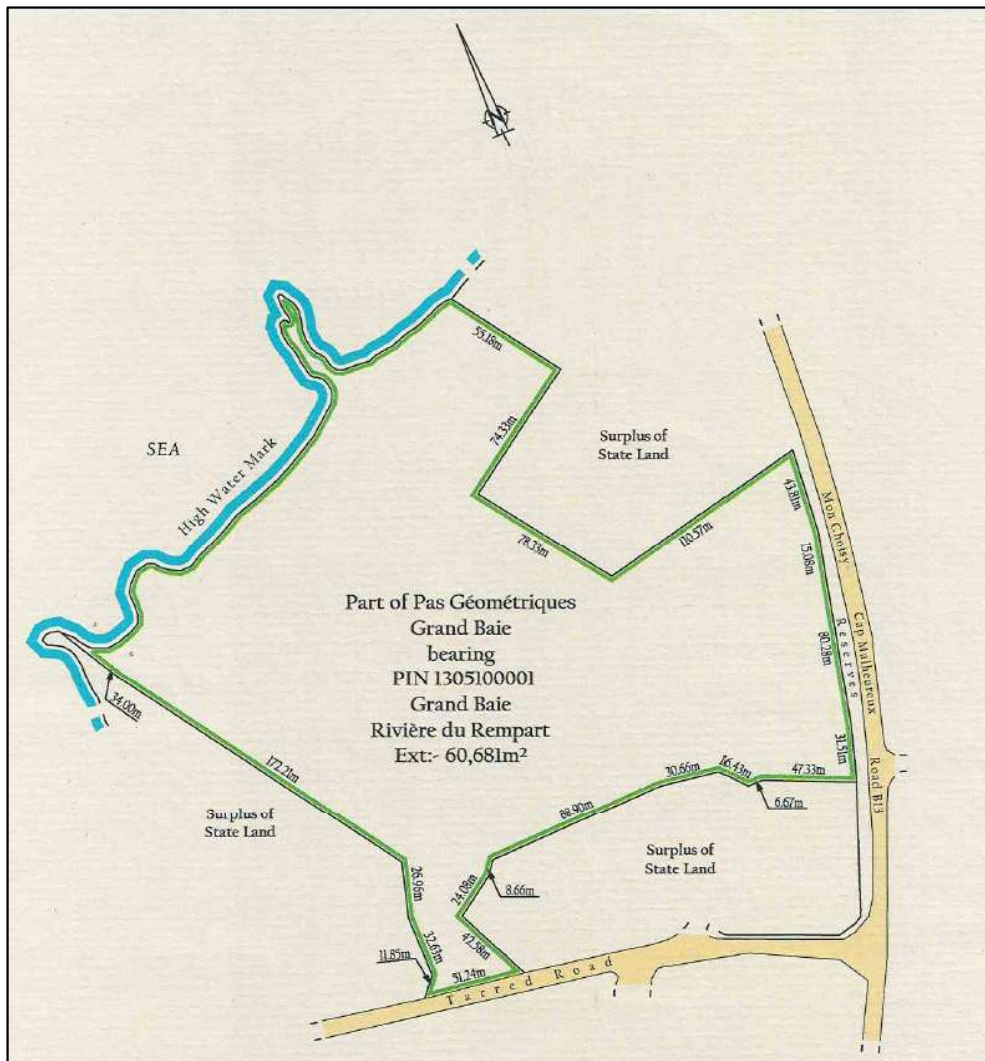 N
55.18m
74.33m
Surplus of
State Land
SEA
High Water Mark
78.33m
110.57m
43.81m
15.08m
80.28m
31.51m
Reserves
Mon Choisy-
Cap Malheureux
Road B13
Part of Pas Géométriques
Grand Baie
bearing
PIN 1305100001
Grand Baie
Rivière du Rempart
Ext:- 60,681m²
34.00m
172.21m
Surplus of
State Land
30.66m
16.43m
47.33m
6.67m
88.90m
Surplus of
State Land
26.96m
24.08m
8.66m
32.61m
42.58m
11.85m
51.24m
Tarred Road